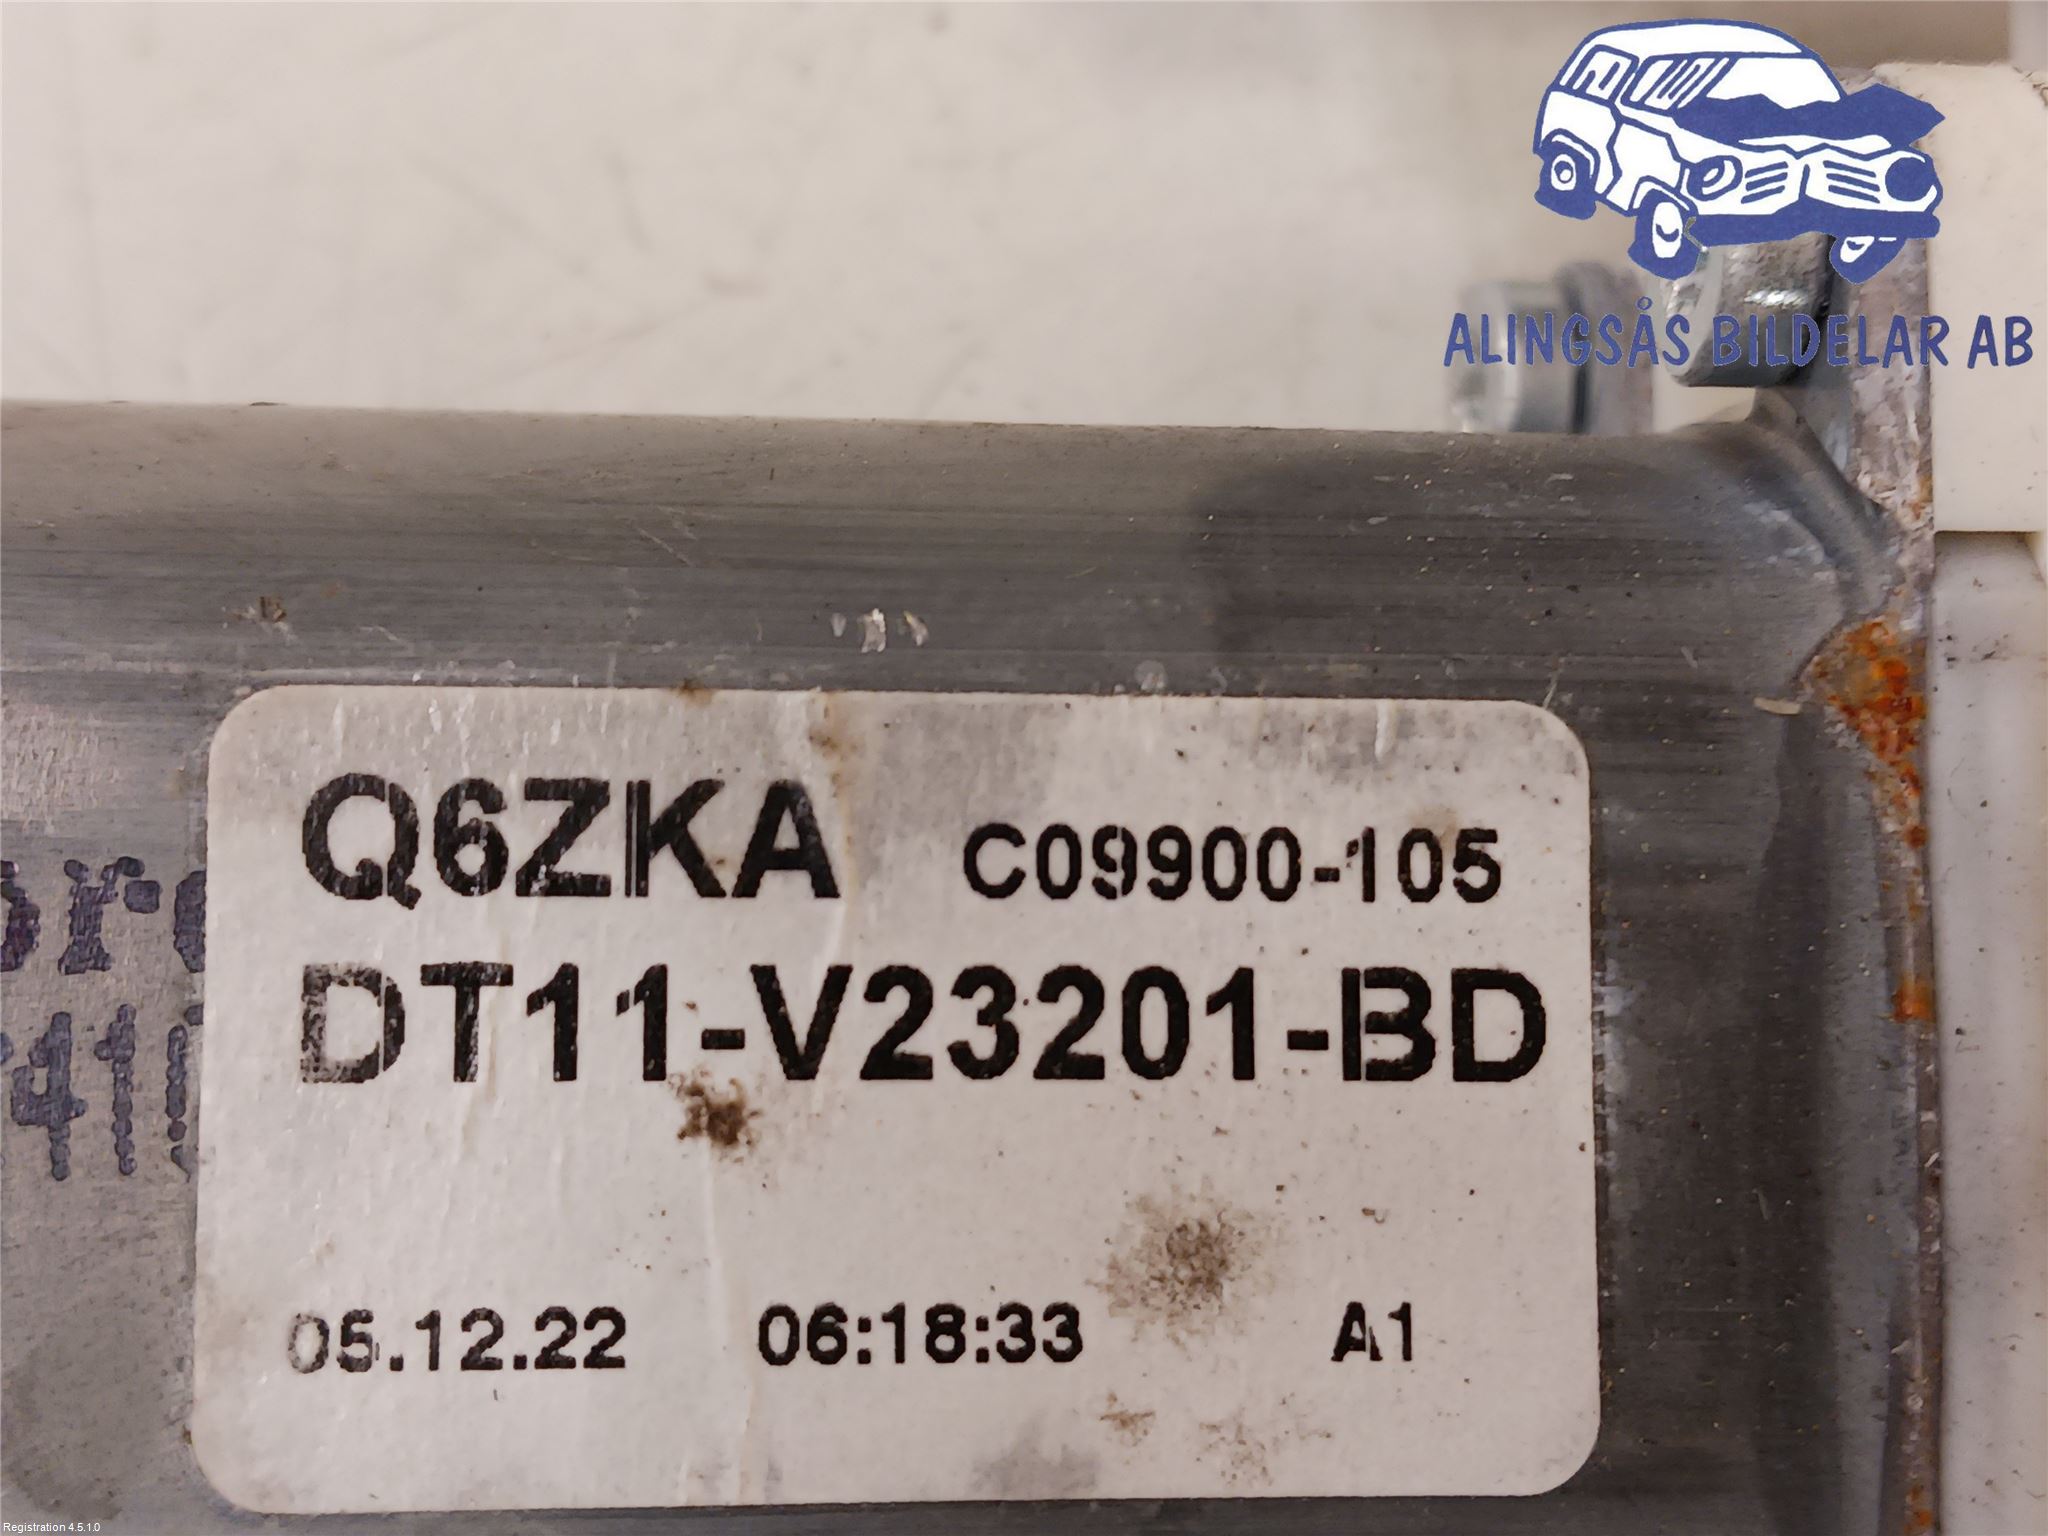 ALINGSÅS BILDELAR AB
Q6ZKA C09900-105
DT11-V23201-BD
05.12.22 06:18:33 A1
Registration 4.5.1.0